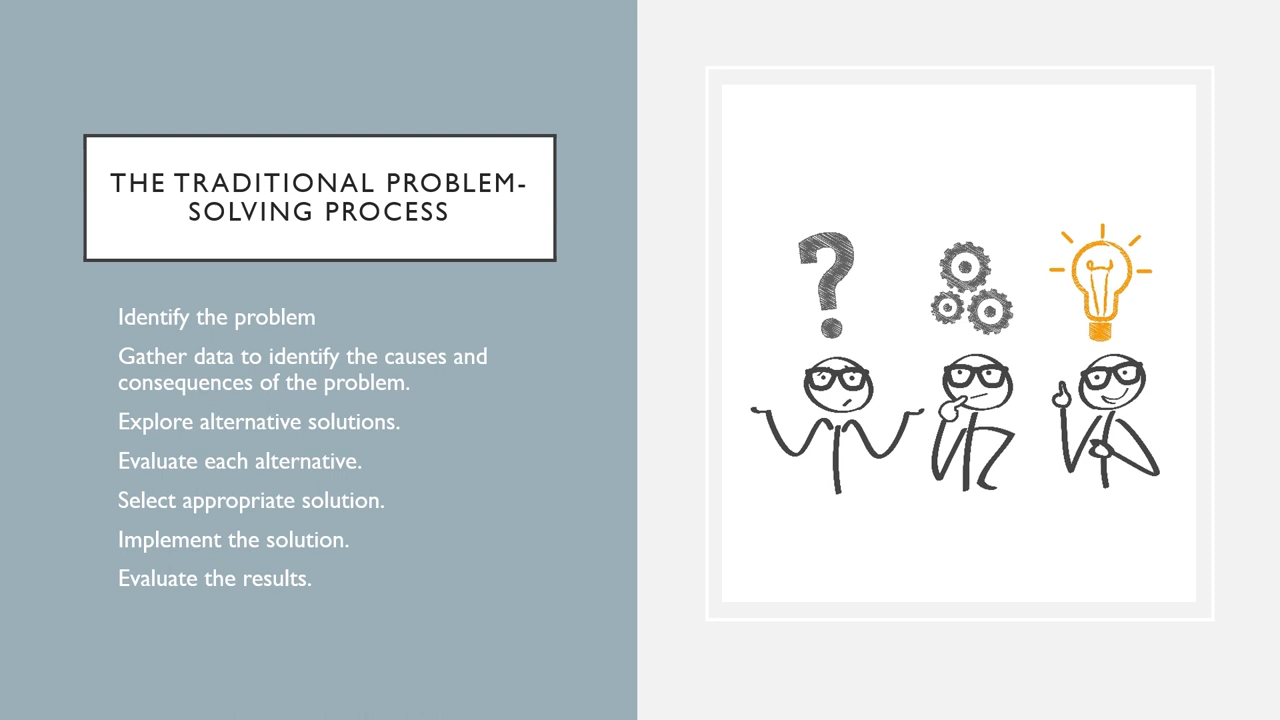 THE TRADITIONAL PROBLEM-
SOLVING PROCESS
Identify the problem
Gather data to identify the causes and
consequences of the problem.
Explore alternative solutions.
Evaluate each alternative.
Select appropriate solution.
Implement the solution.
Evaluate the results.
?